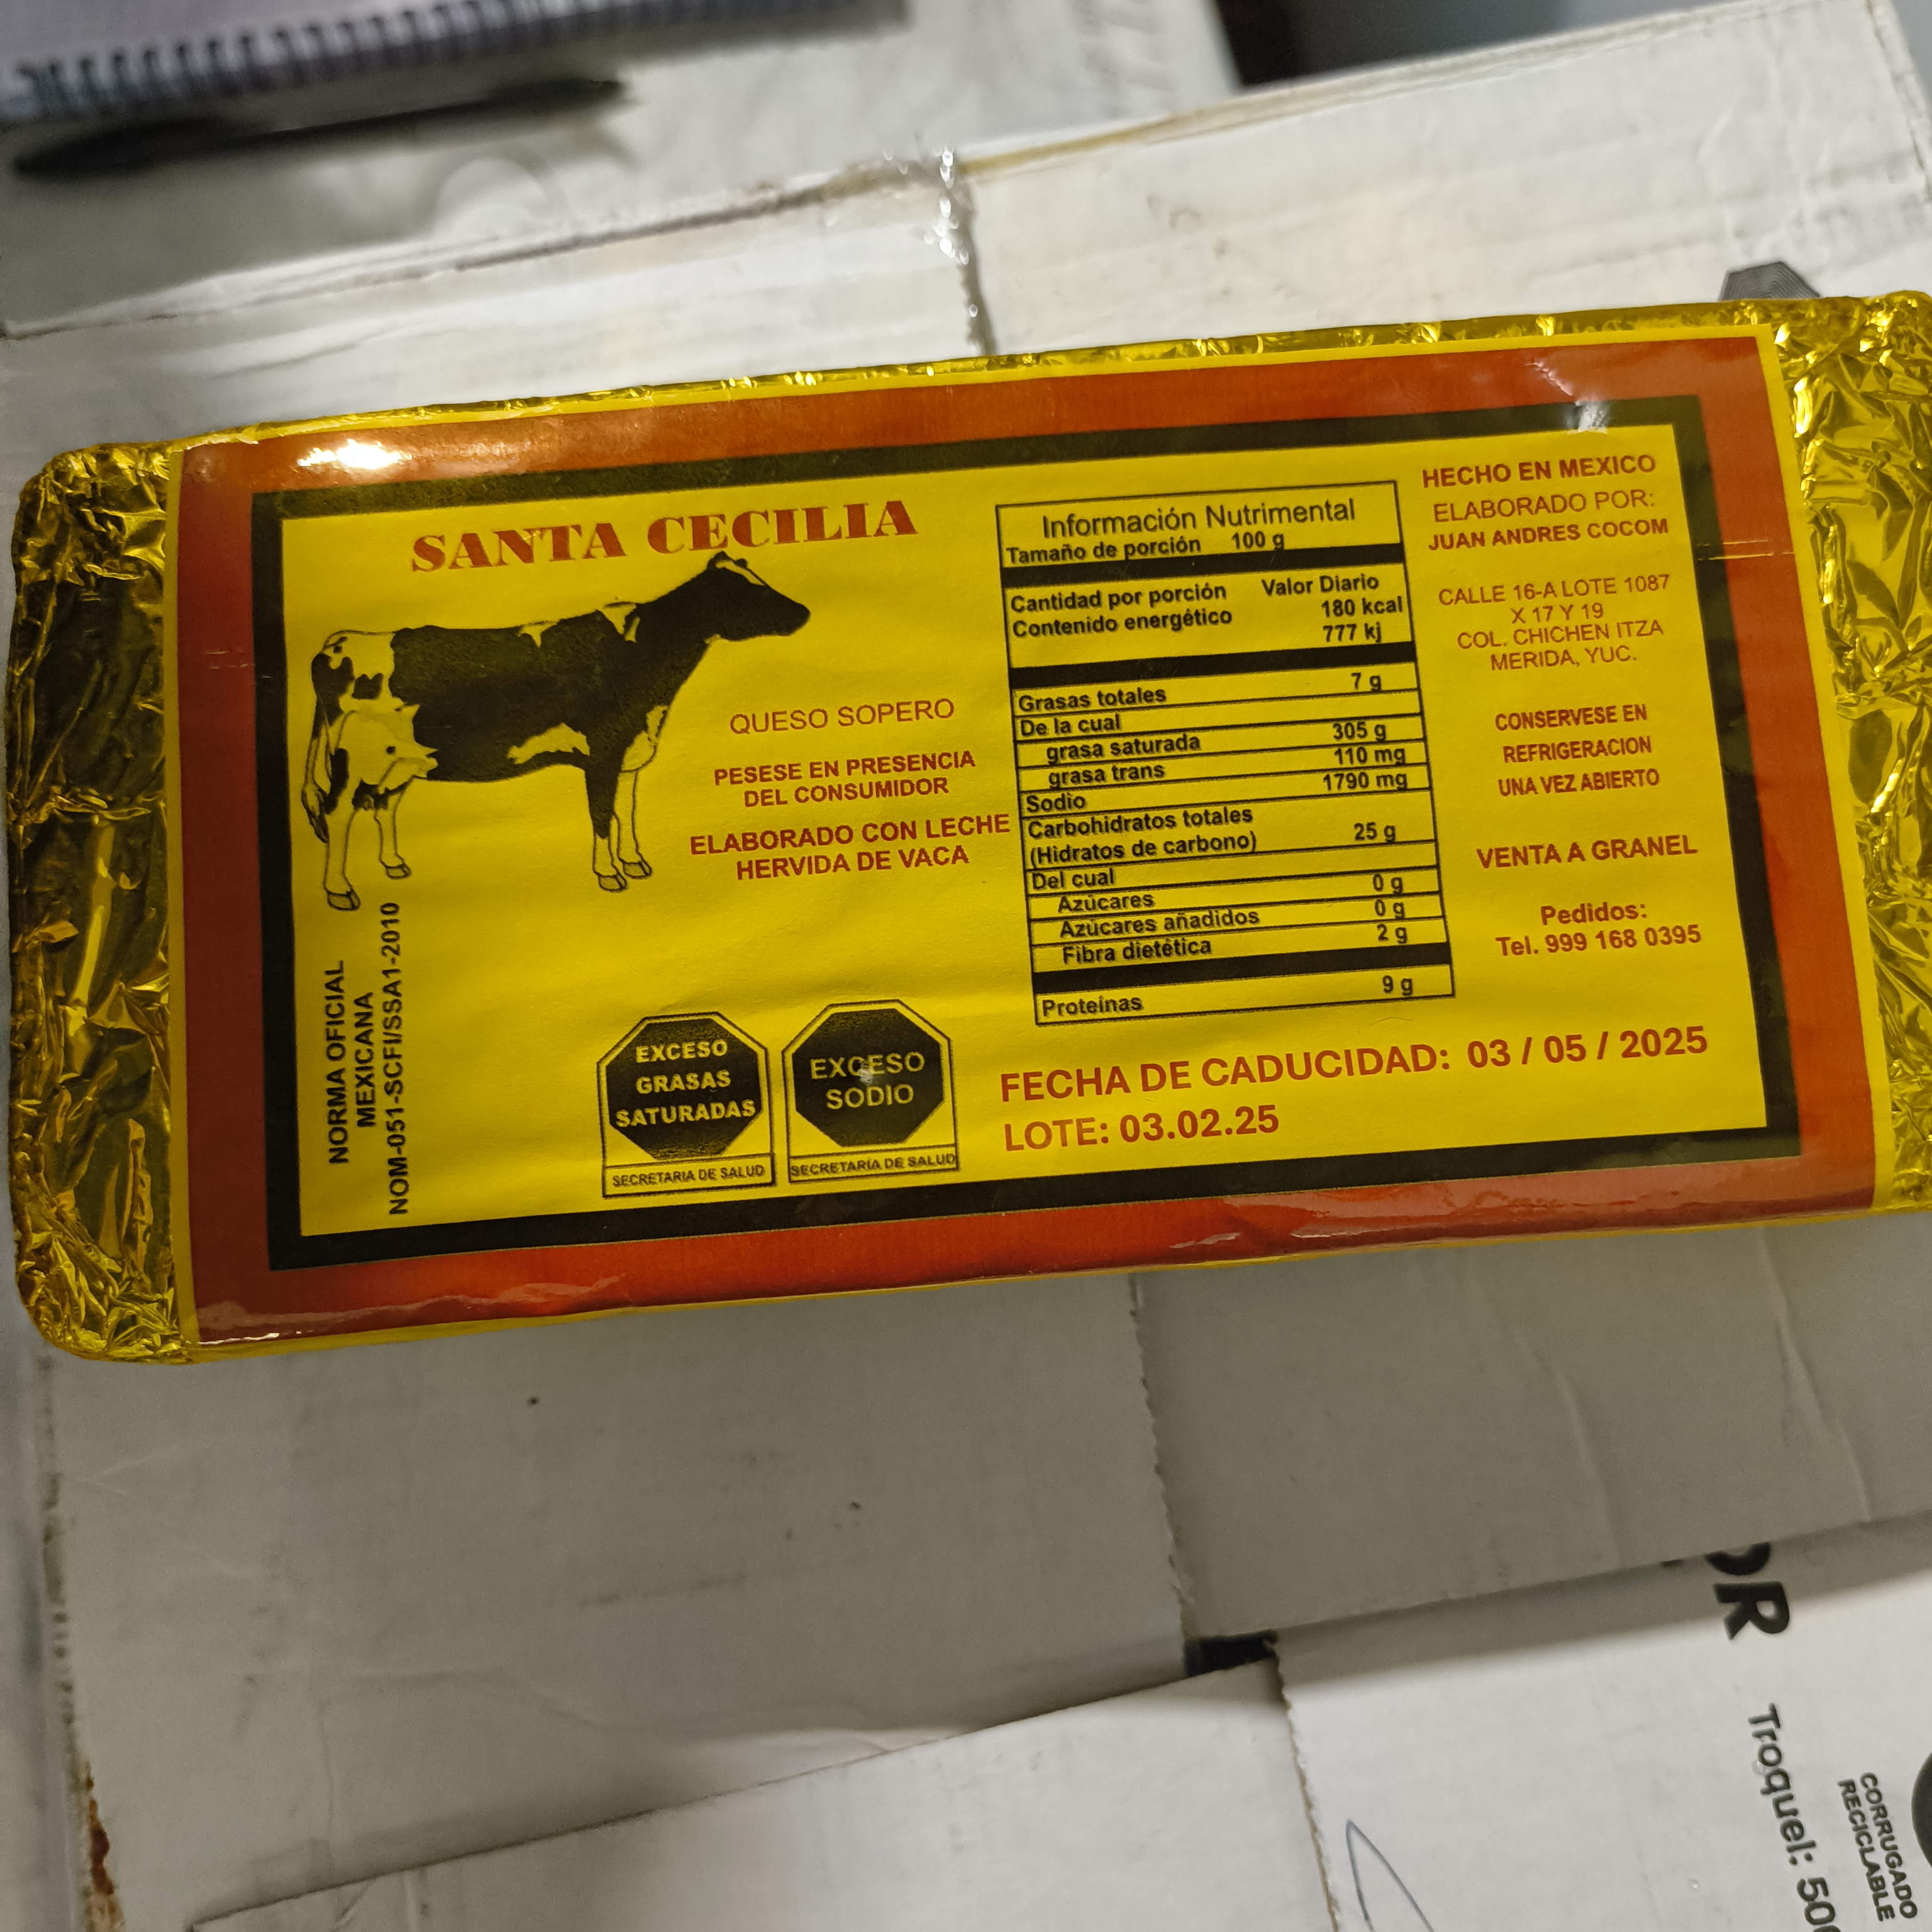 SANTA CECILIA
QUESO SOPERO
PESESE EN PRESENCIA
DEL CONSUMIDOR
ELABORADO CON LECHE
HERVIDA DE VACA
NORMA OFICIAL
MEXICANA
NOM-051-SCFI/SSA1-2010
EXCESO
GRASAS
SATURADAS
SECRETARIA DE SALUD
EXCESO
SODIO
SECRETARÍA DE SALUD
Información Nutrimental
Tamaño de porción 100 g
Cantidad por porción Valor Diario
Contenido energético 180 kcal
777 kj
Grasas totales 7 g
De la cual
grasa saturada 305 g
grasa trans 110 mg
Sodio 1790 mg
Carbohidratos totales
(Hidratos de carbono) 25 g
Del cual
Azúcares 0 g
Azúcares añadidos 0 g
Fibra dietética 2 g
Proteínas 9 g
HECHO EN MEXICO
ELABORADO POR:
JUAN ANDRES COCOM
CALLE 16-A LOTE 1087
X 17 Y 19
COL. CHICHEN ITZA
MERIDA, YUC.
CONSERVESE EN
REFRIGERACION
UNA VEZ ABIERTO
VENTA A GRANEL
Pedidos:
Tel. 999 168 0395
FECHA DE CADUCIDAD: 03 / 05 / 2025
LOTE: 03.02.25
Troquel:
CORRUGADO
RECICLABLE